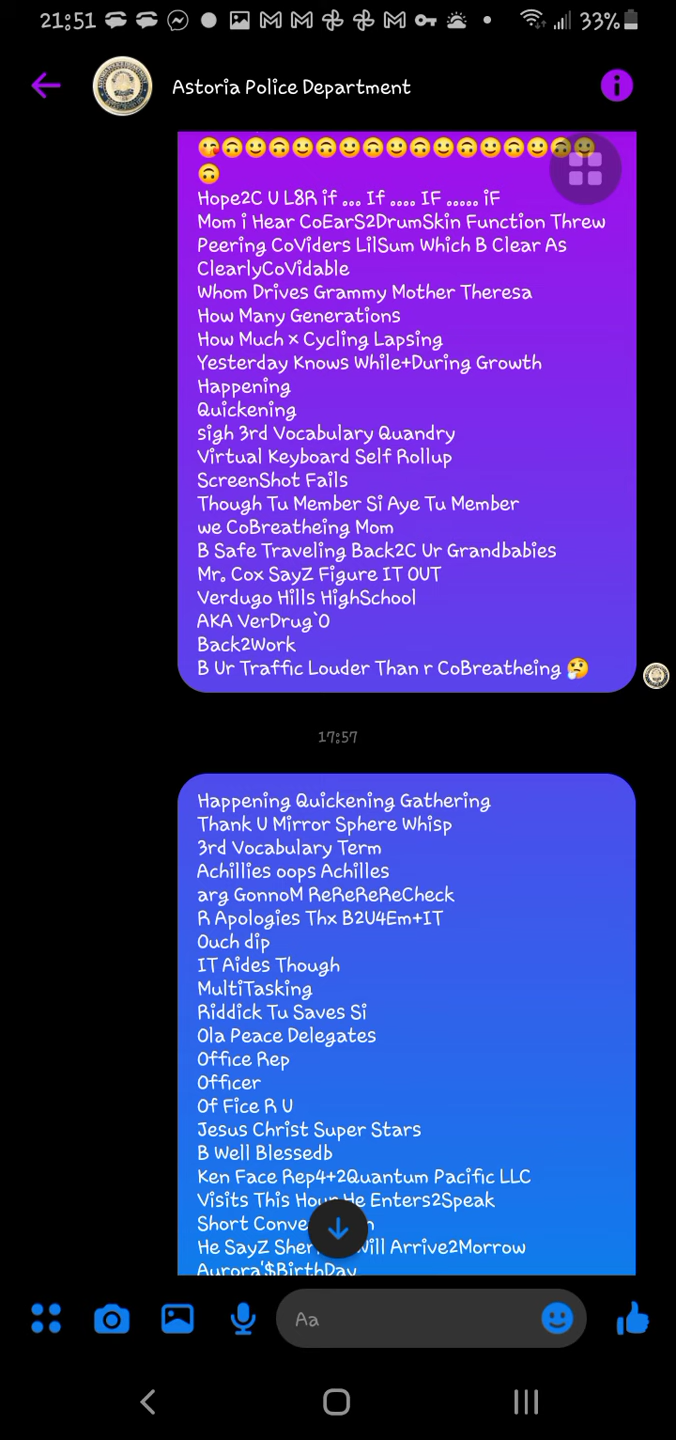 21:51
33%
Astoria Police Department
Hope2C U L8R if ... If .... IF ..... iF
Mom i Hear CoEarS2DrumSkin Function Threw
Peering CoViders LilSum Which B Clear As
ClearlyCoVidable
Whom Drives Grammy Mother Theresa
How Many Generations
How Much × Cycling Lapsing
Yesterday Knows While+During Growth
Happening
Quickening
sigh 3rd Vocabulary Quandry
Virtual Keyboard Self Rollup
ScreenShot Fails
Though Tu Member Si Aye Tu Member
we CoBreatheing Mom
B Safe Traveling Back2C Ur Grandbabies
Mr. Cox SayZ Figure IT OUT
Verdugo Hills HighSchool
AKA VerDrug`O
Back2Work
B Ur Traffic Louder Than r CoBreatheing
17:57
Happening Quickening Gathering
Thank U Mirror Sphere Whisp
3rd Vocabulary Term
Achillies oops Achilles
arg GonnoM ReReReReCheck
R Apologies Thx B2U4Em+IT
Ouch dip
IT Aides Though
MultiTasking
Riddick Tu Saves Si
Ola Peace Delegates
Office Rep
Officer
Of Fice R U
Jesus Christ Super Stars
B Well Blessedb
Ken Face Rep4+2Quantum Pacific LLC
Visits This Hour He Enters2Speak
Short
He SayZ Will Arrive2Morrow
Aurora'$BirthDay
Aa